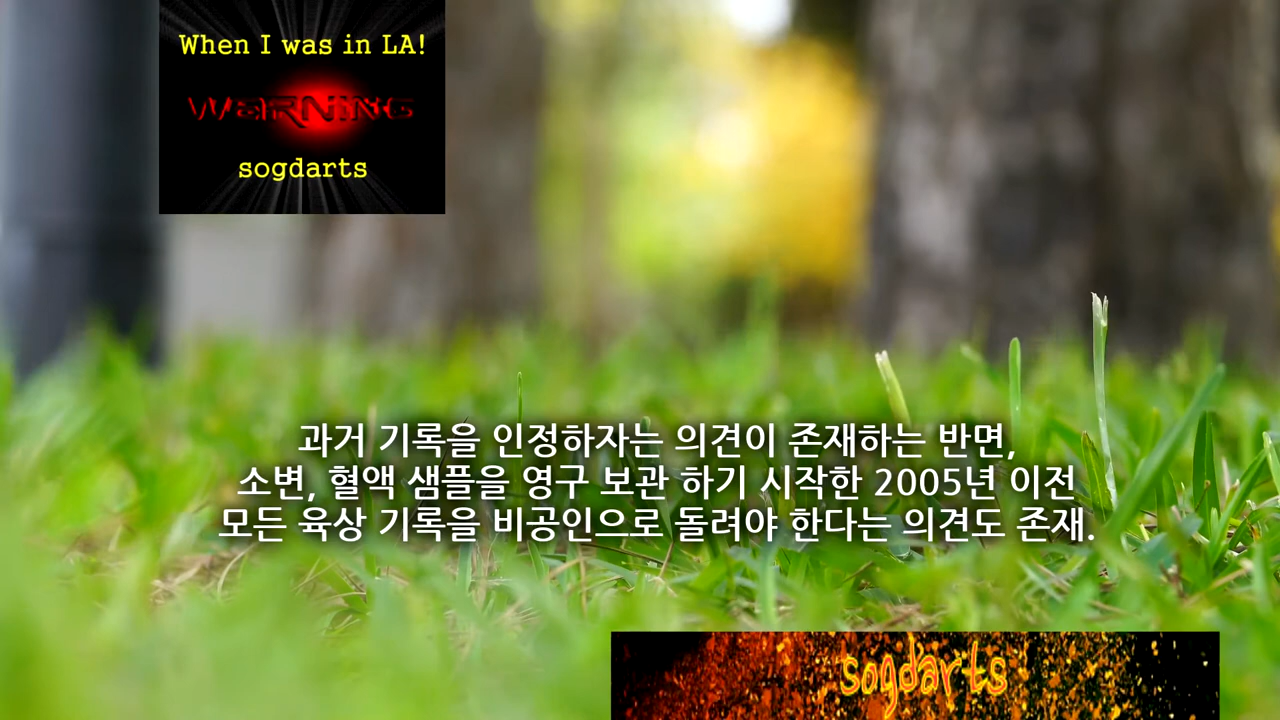 When I was in LA!
WARNING
sogdarts
과거 기록을 인정하자는 의견이 존재하는 반면,
소변, 혈액 샘플을 영구 보관 하기 시작한 2005년 이전
모든 육상 기록을 비공인으로 돌려야 한다는 의견도 존재.
sogdarts